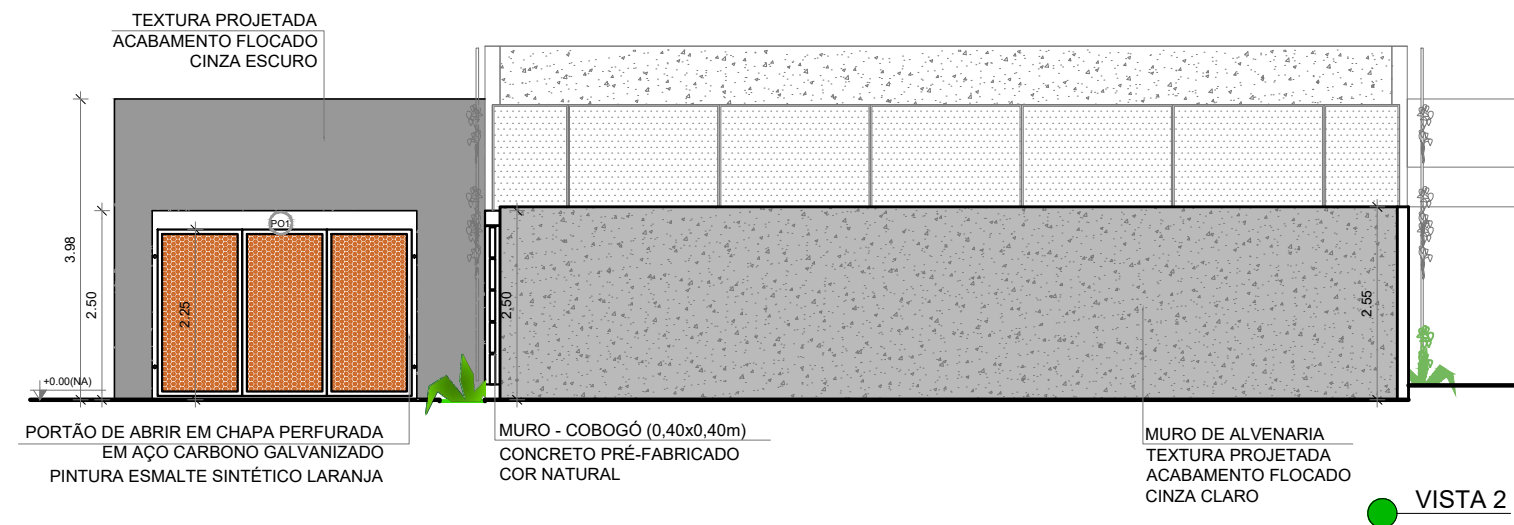 TEXTURA PROJETADA
ACABAMENTO FLOCADO
CINZA ESCURO
3.98
2.50
PO1
2.25
2,50
2.55
+0.00(NA)
PORTÃO DE ABRIR EM CHAPA PERFURADA
EM AÇO CARBONO GALVANIZADO
PINTURA ESMALTE SINTÉTICO LARANJA
MURO - COBOGÓ (0,40x0,40m)
CONCRETO PRÉ-FABRICADO
COR NATURAL
MURO DE ALVENARIA
TEXTURA PROJETADA
ACABAMENTO FLOCADO
CINZA CLARO
VISTA 2